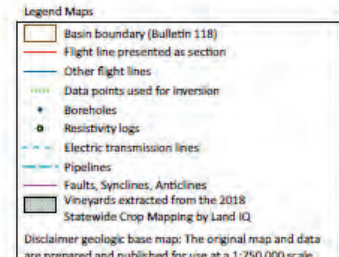 Legend Maps
Basin boundary (Bulletin 118)
Flight line presented as section
Other flight lines
Data points used for inversion
Boreholes
Resistivity logs
Electric transmission lines
Pipelines
Faults, Synclines, Anticlines
Vineyards extracted from the 2018
Statewide Crop Mapping by Land IQ
Disclaimer geologic base map: The original map and data
are prepared and published for use at a 1:750,000 scale